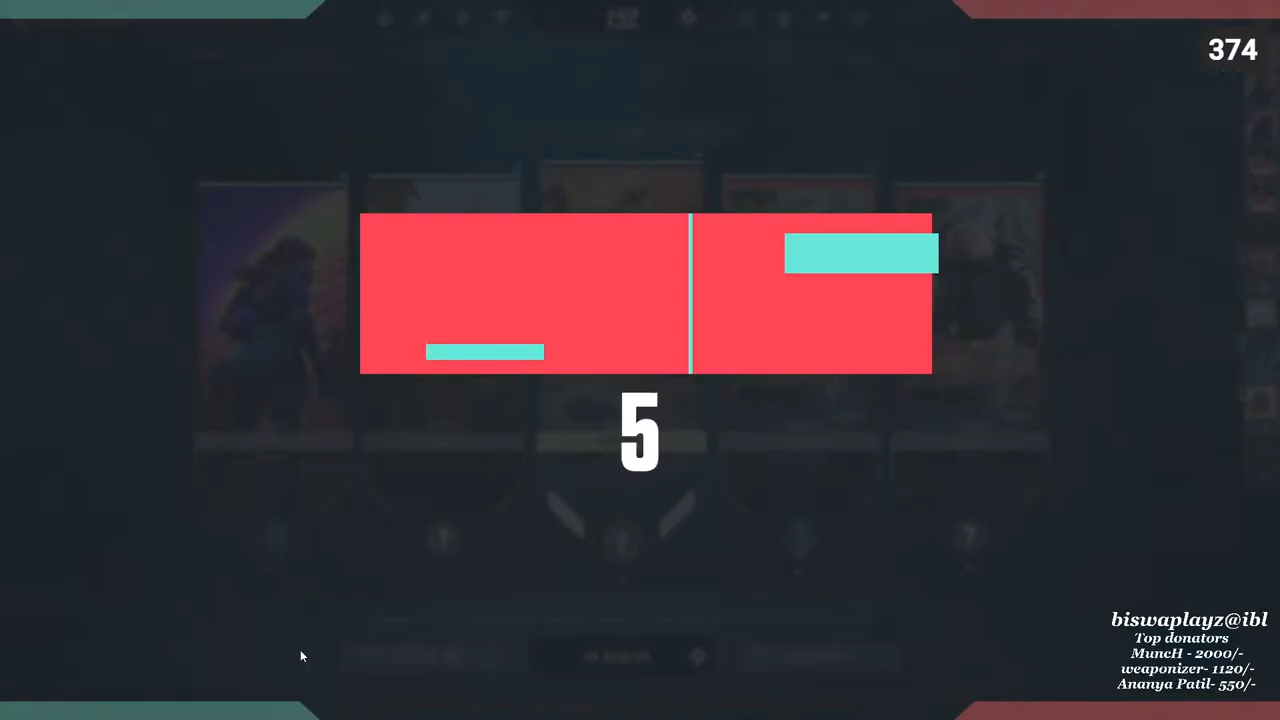 374
5
biswaplayz@ibl
Top donators
MuncH - 2000/-
weaponizer- 1120/-
Ananya Patil- 550/-